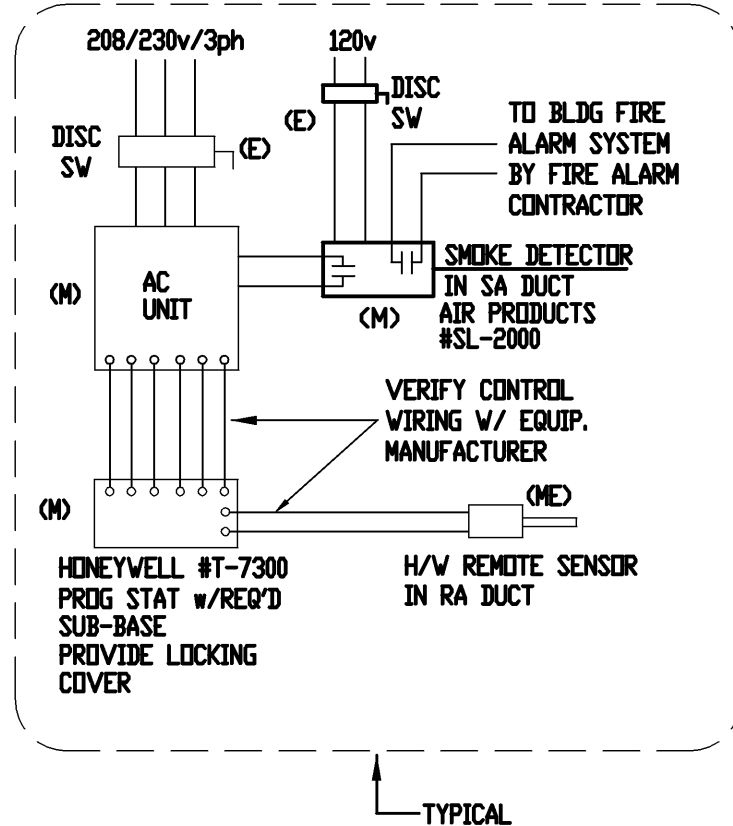 208/230v/3ph
120v
DISC
SW
(E)
(E)
DISC
SW
TO BLDG FIRE
ALARM SYSTEM
BY FIRE ALARM
CONTRACTOR
(M)
AC
UNIT
SMOKE DETECTOR
IN SA DUCT
AIR PRODUCTS
#SL-2000
(M)
VERIFY CONTROL
WIRING W/ EQUIP.
MANUFACTURER
(M)
(ME)
HONEYWELL #T-7300
PROG STAT w/REQ'D
SUB-BASE
PROVIDE LOCKING
COVER
H/W REMOTE SENSOR
IN RA DUCT
TYPICAL